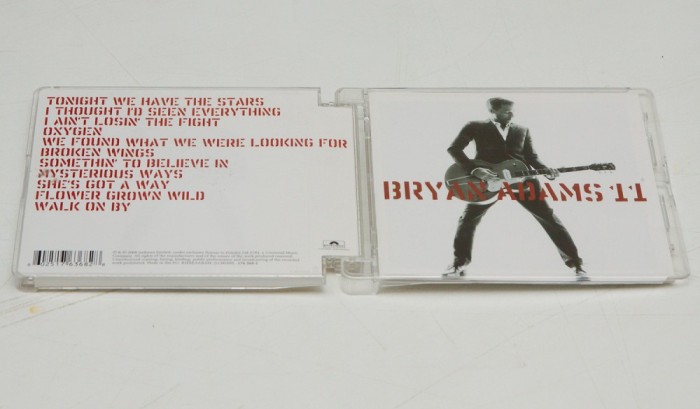 TONIGHT WE HAVE THE STARS
I THOUGHT I'D SEEN EVERYTHING
I AIN'T LOSIN' THE FIGHT
OXYGEN
WE FOUND WHAT WE WERE LOOKING FOR
BROKEN WINGS
SOMETHIN' TO BELIEVE IN
MYSTERIOUS WAYS
SHE'S GOT A WAY
FLOWER GROWN WILD
WALK ON BY
BRYAN ADAMS 11